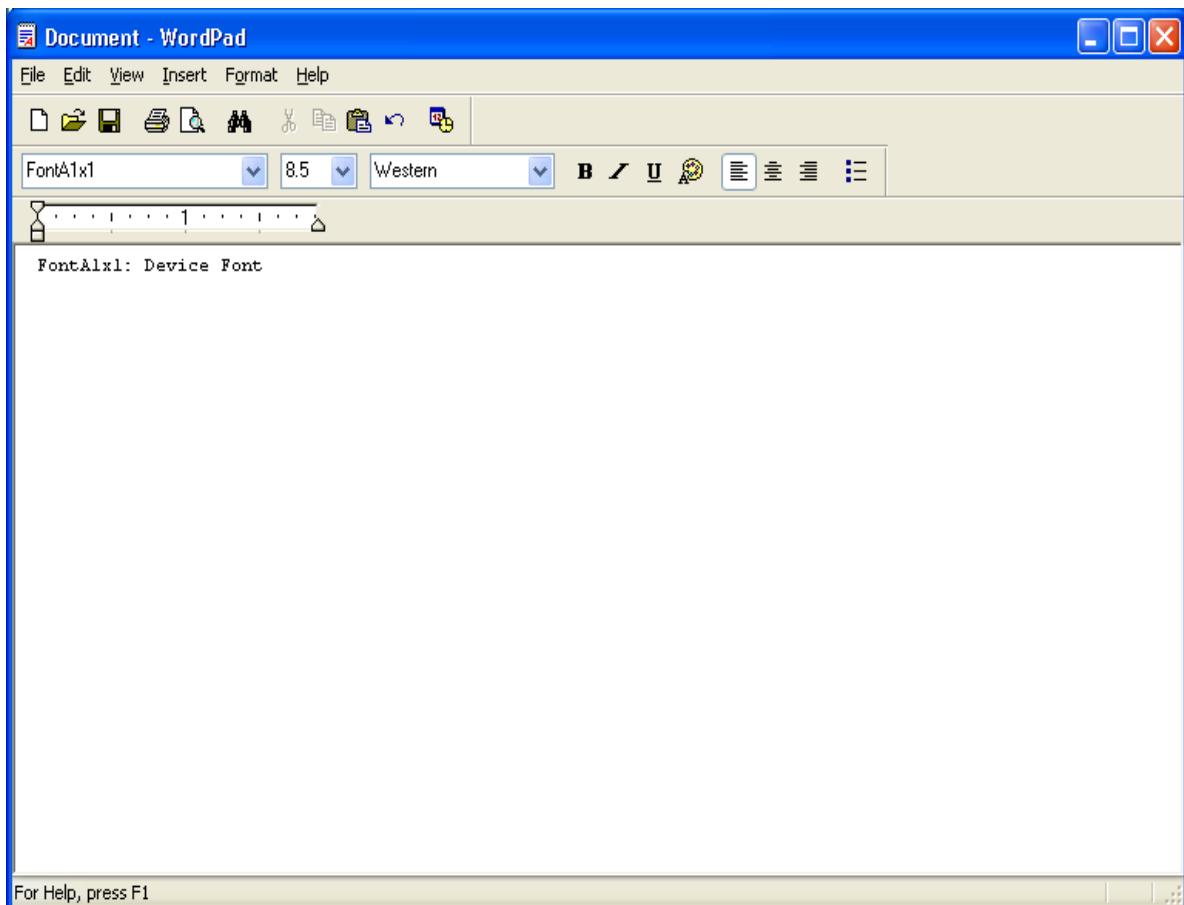 Document - WordPad
File Edit View Insert Format Help
FontA1x1 8.5 Western B U
1
FontA1x1: Device Font
For Help, press F1